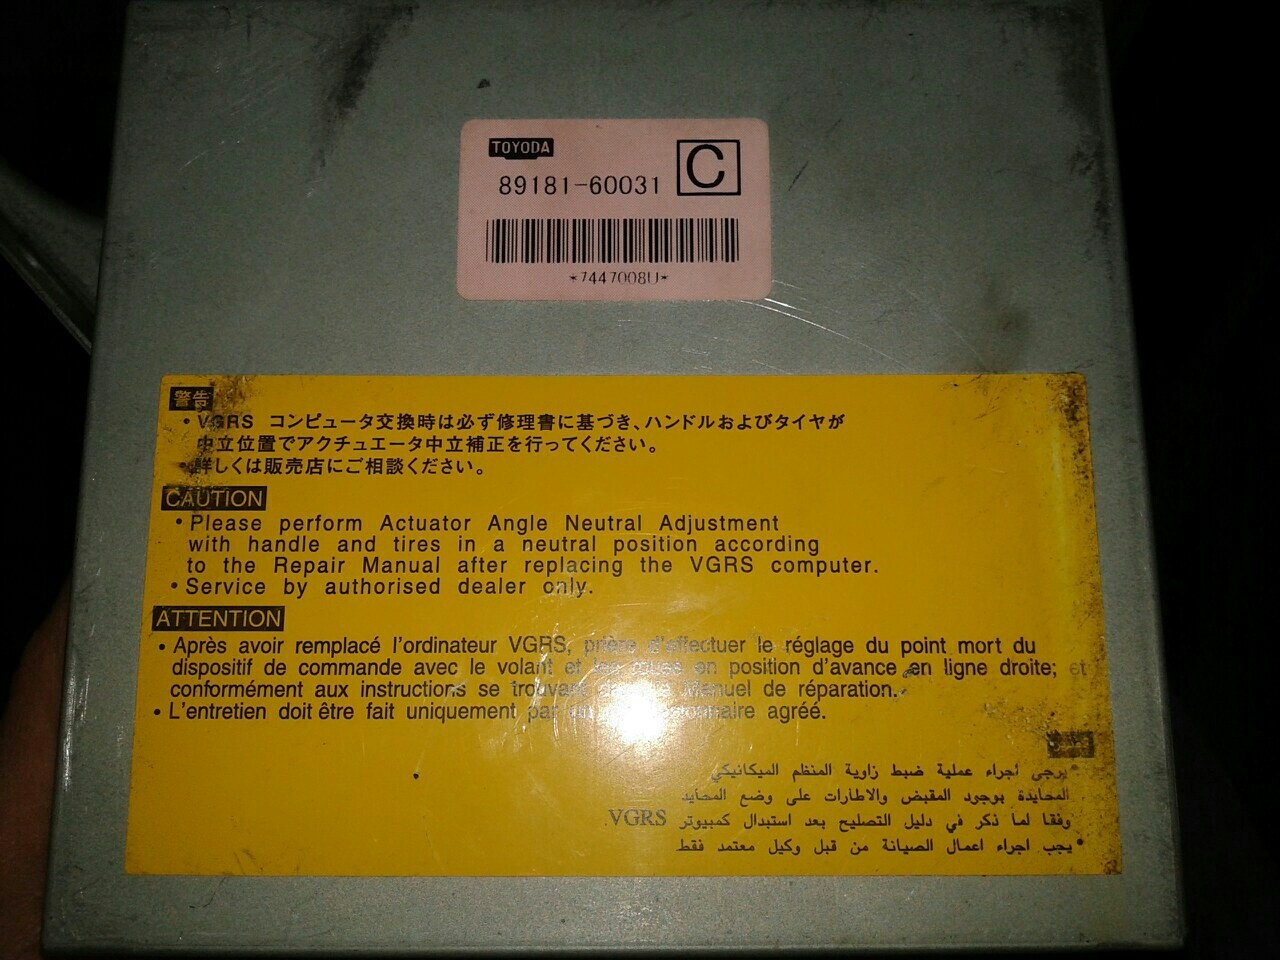 TOYODA
C
89181-60031
*7447008U*
警告
・VGRS コンピュータ交換時は必ず修理書に基づき、ハンドルおよびタイヤが
中立位置でアクチュエータ中立補正を行ってください。
・詳しくは販売店にご相談ください。
CAUTION
• Please perform Actuator Angle Neutral Adjustment
with handle and tires in a neutral position according
to the Repair Manual after replacing the VGRS computer.
• Service by authorised dealer only.
ATTENTION
• Après avoir remplacé l'ordinateur VGRS, prière d'effectuer le réglage du point mort du
dispositif de commande avec le volant et les roues en position d'avance en ligne droite; et
conformément aux instructions se trouvant Manuel de réparation.
• L'entretien doit être fait uniquement par un agréé.
• يرجى اجراء عملية ضبط زاوية المنظم الميكانيكي
المحايدة بوجود المقبض والاطارات على وضع المحايد
وفقا لما ذكر في دليل التصليح بعد استبدال كمبيوتر VGRS.
• يجب اجراء اعمال الصيانة من قبل وكيل معتمد فقط